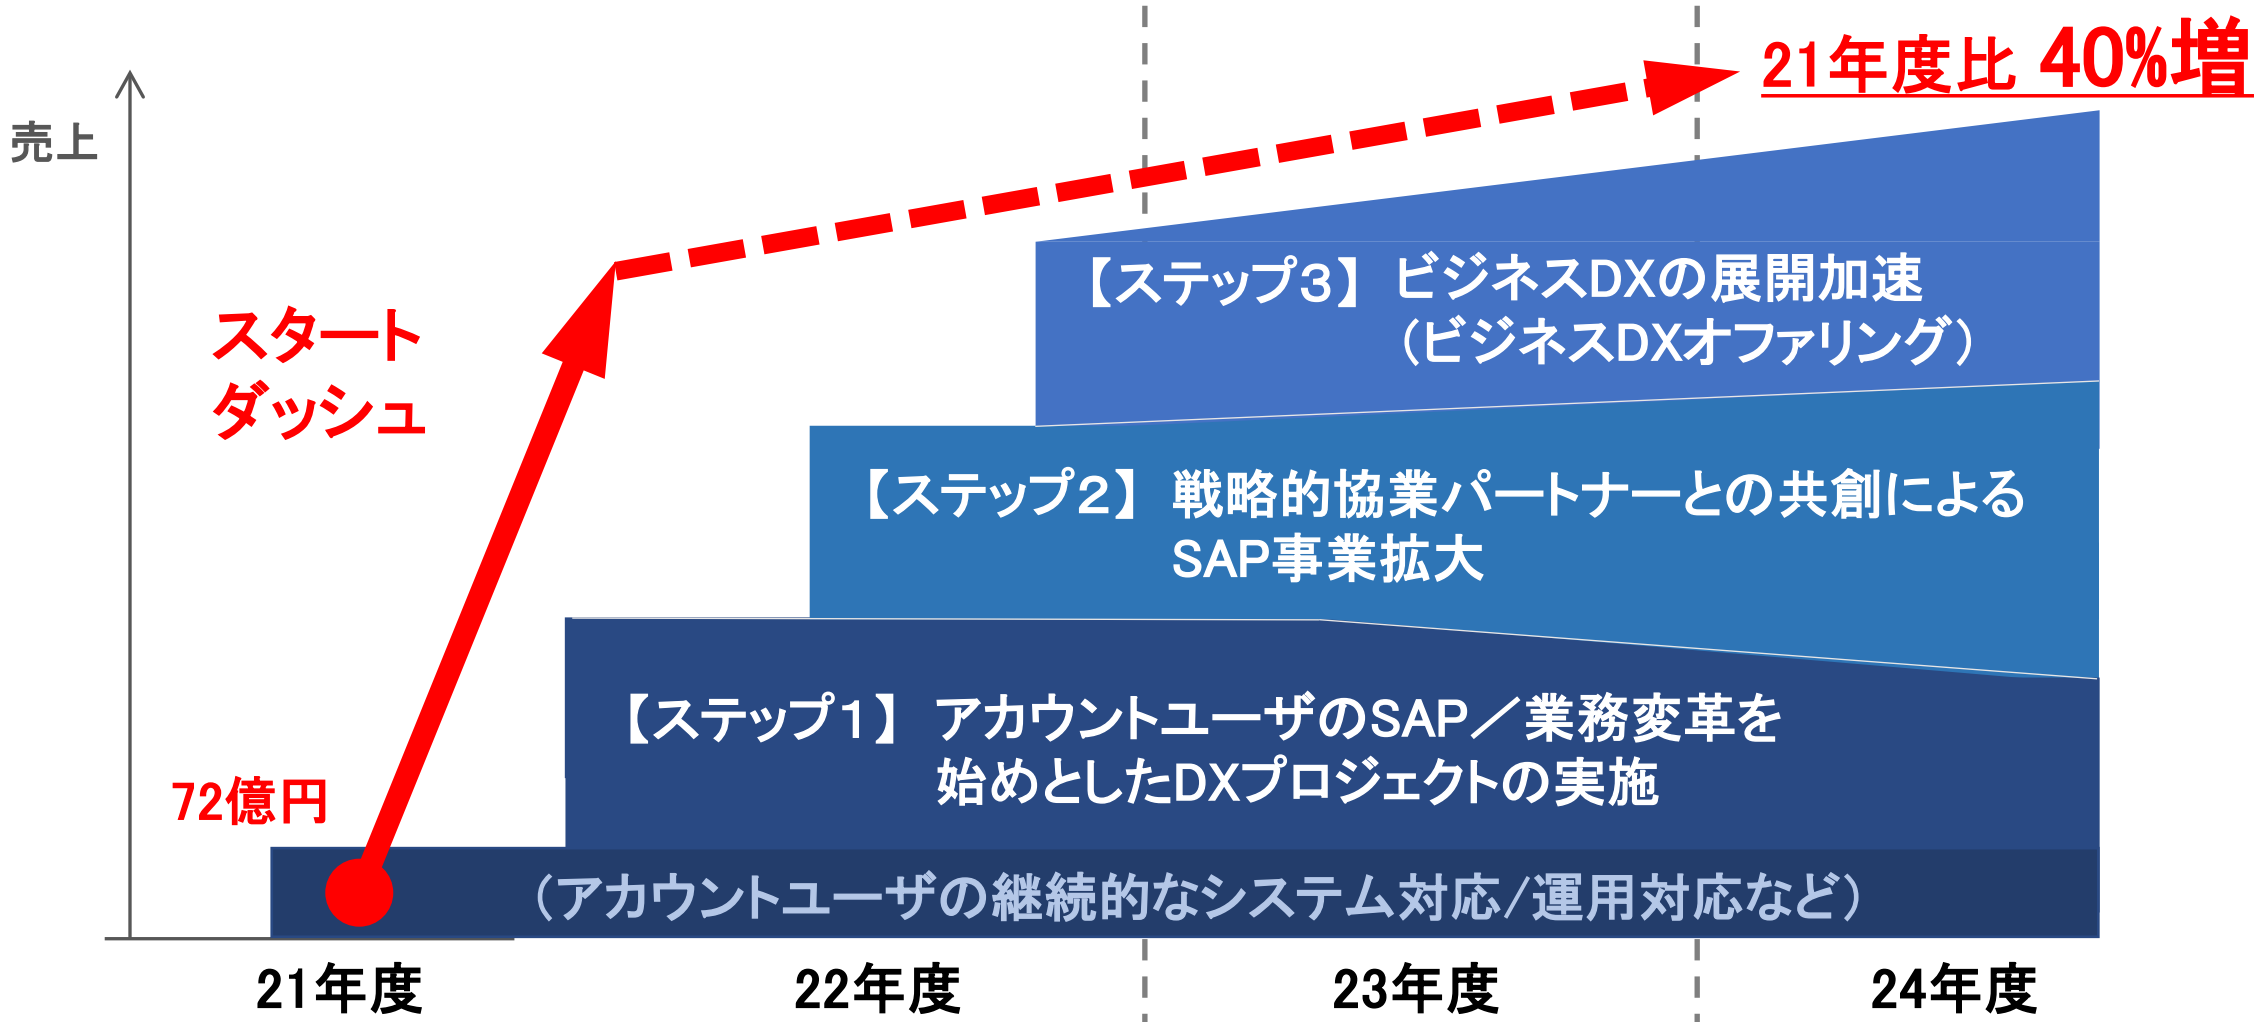 21年度比 40%増
売上
スタート
ダッシュ
【ステップ３】 ビジネスDXの展開加速
（ビジネスDXオファリング）
【ステップ２】 戦略的協業パートナーとの共創による
SAP事業拡大
【ステップ１】 アカウントユーザのSAP／業務変革を
始めとしたDXプロジェクトの実施
72億円
（アカウントユーザの継続的なシステム対応/運用対応など）
21年度
22年度
23年度
24年度